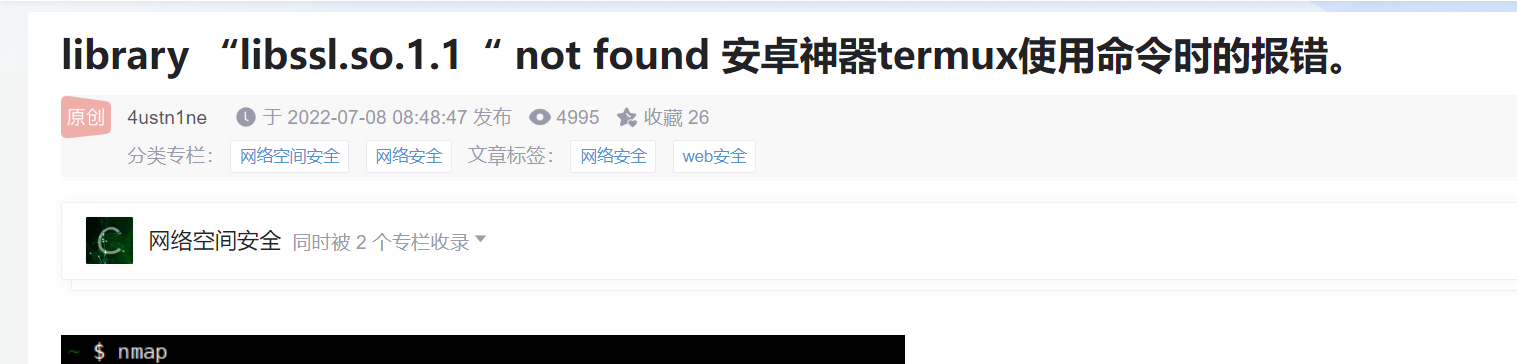 library “libssl.so.1.1“ not found 安卓神器termux使用命令时的报错。
原创 4ustn1ne 于 2022-07-08 08:48:47 发布 4995 收藏 26
分类专栏： 网络空间安全 网络安全 文章标签： 网络安全 web安全
C 网络空间安全 同时被 2 个专栏收录
~ $ nmap